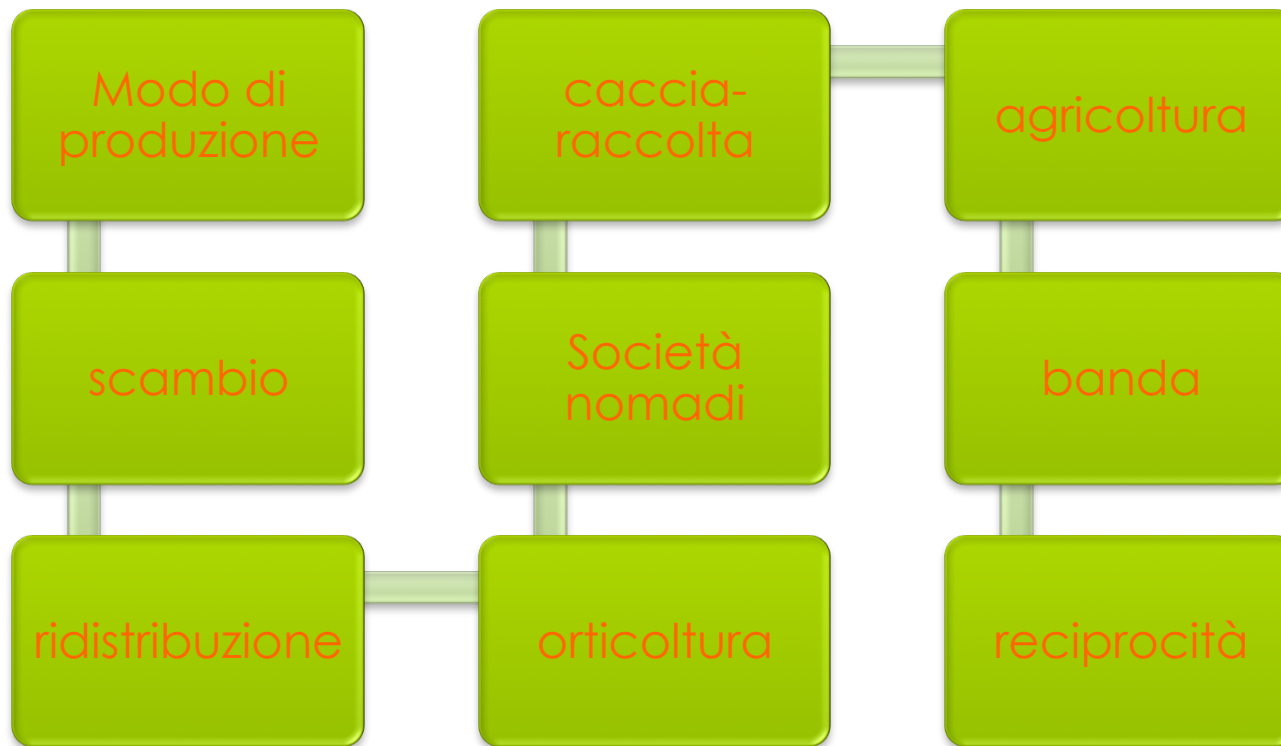 Modo di
produzione
scambio
ridistribuzione
orticoltura
Società
nomadi
caccia-
raccolta
agricoltura
banda
reciprocità